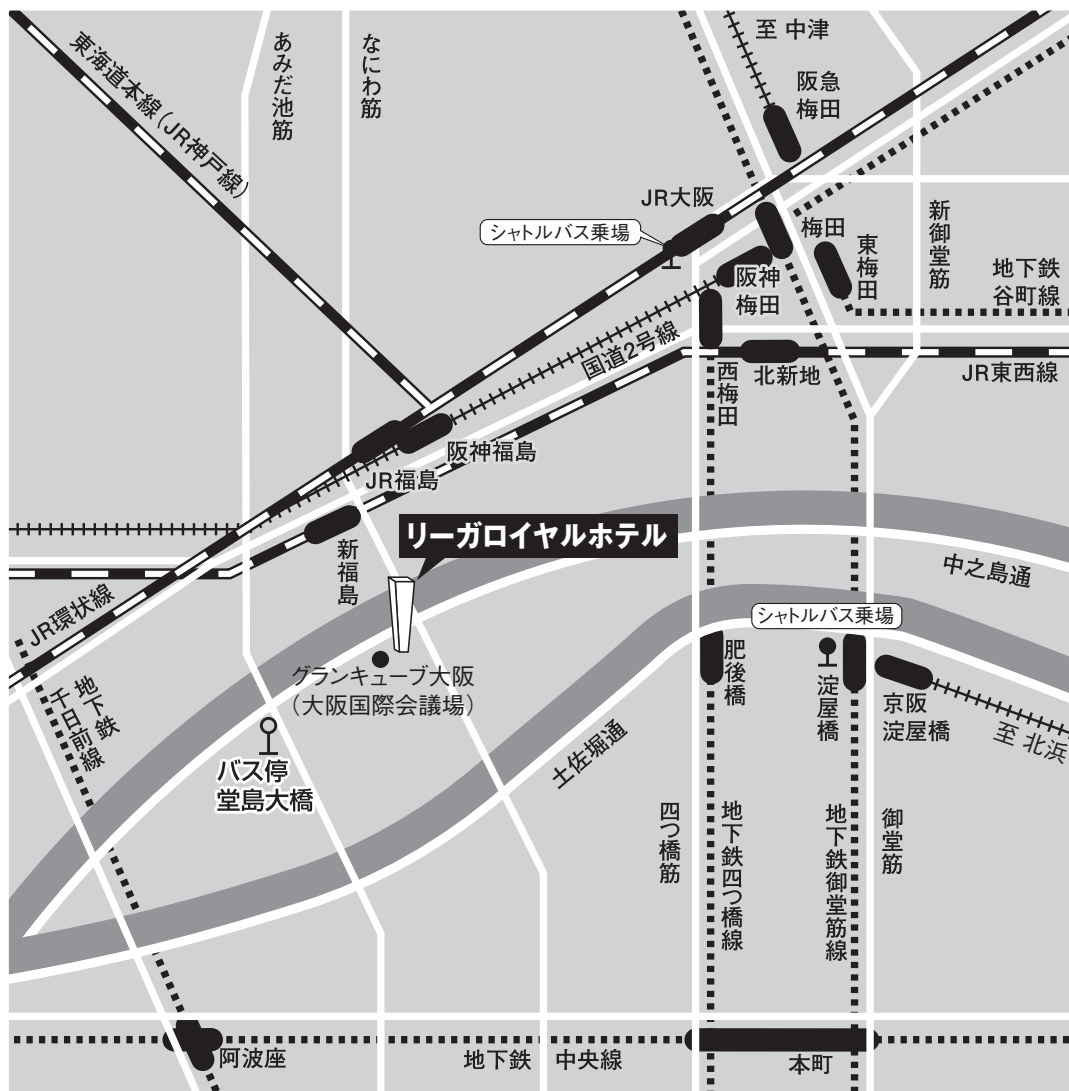 東海道本線(JR神戸線)
あみだ池筋
なにわ筋
至 中津
阪急
梅田
JR大阪
シャトルバス乗場
梅田
東梅田
新御堂筋
地下鉄
谷町線
阪神
梅田
国道2号線
西梅田
北新地
JR東西線
阪神福島
JR福島
新福島
リーガロイヤルホテル
中之島通
JR環状線
シャトルバス乗場
グランキューブ大阪
(大阪国際会議場)
肥後橋
淀屋橋
京阪
淀屋橋
至 北浜
地下鉄
千日前線
バス停
堂島大橋
土佐堀通
四つ橋筋
地下鉄四つ橋線
地下鉄御堂筋線
御堂筋
阿波座
地下鉄 中央線
本町